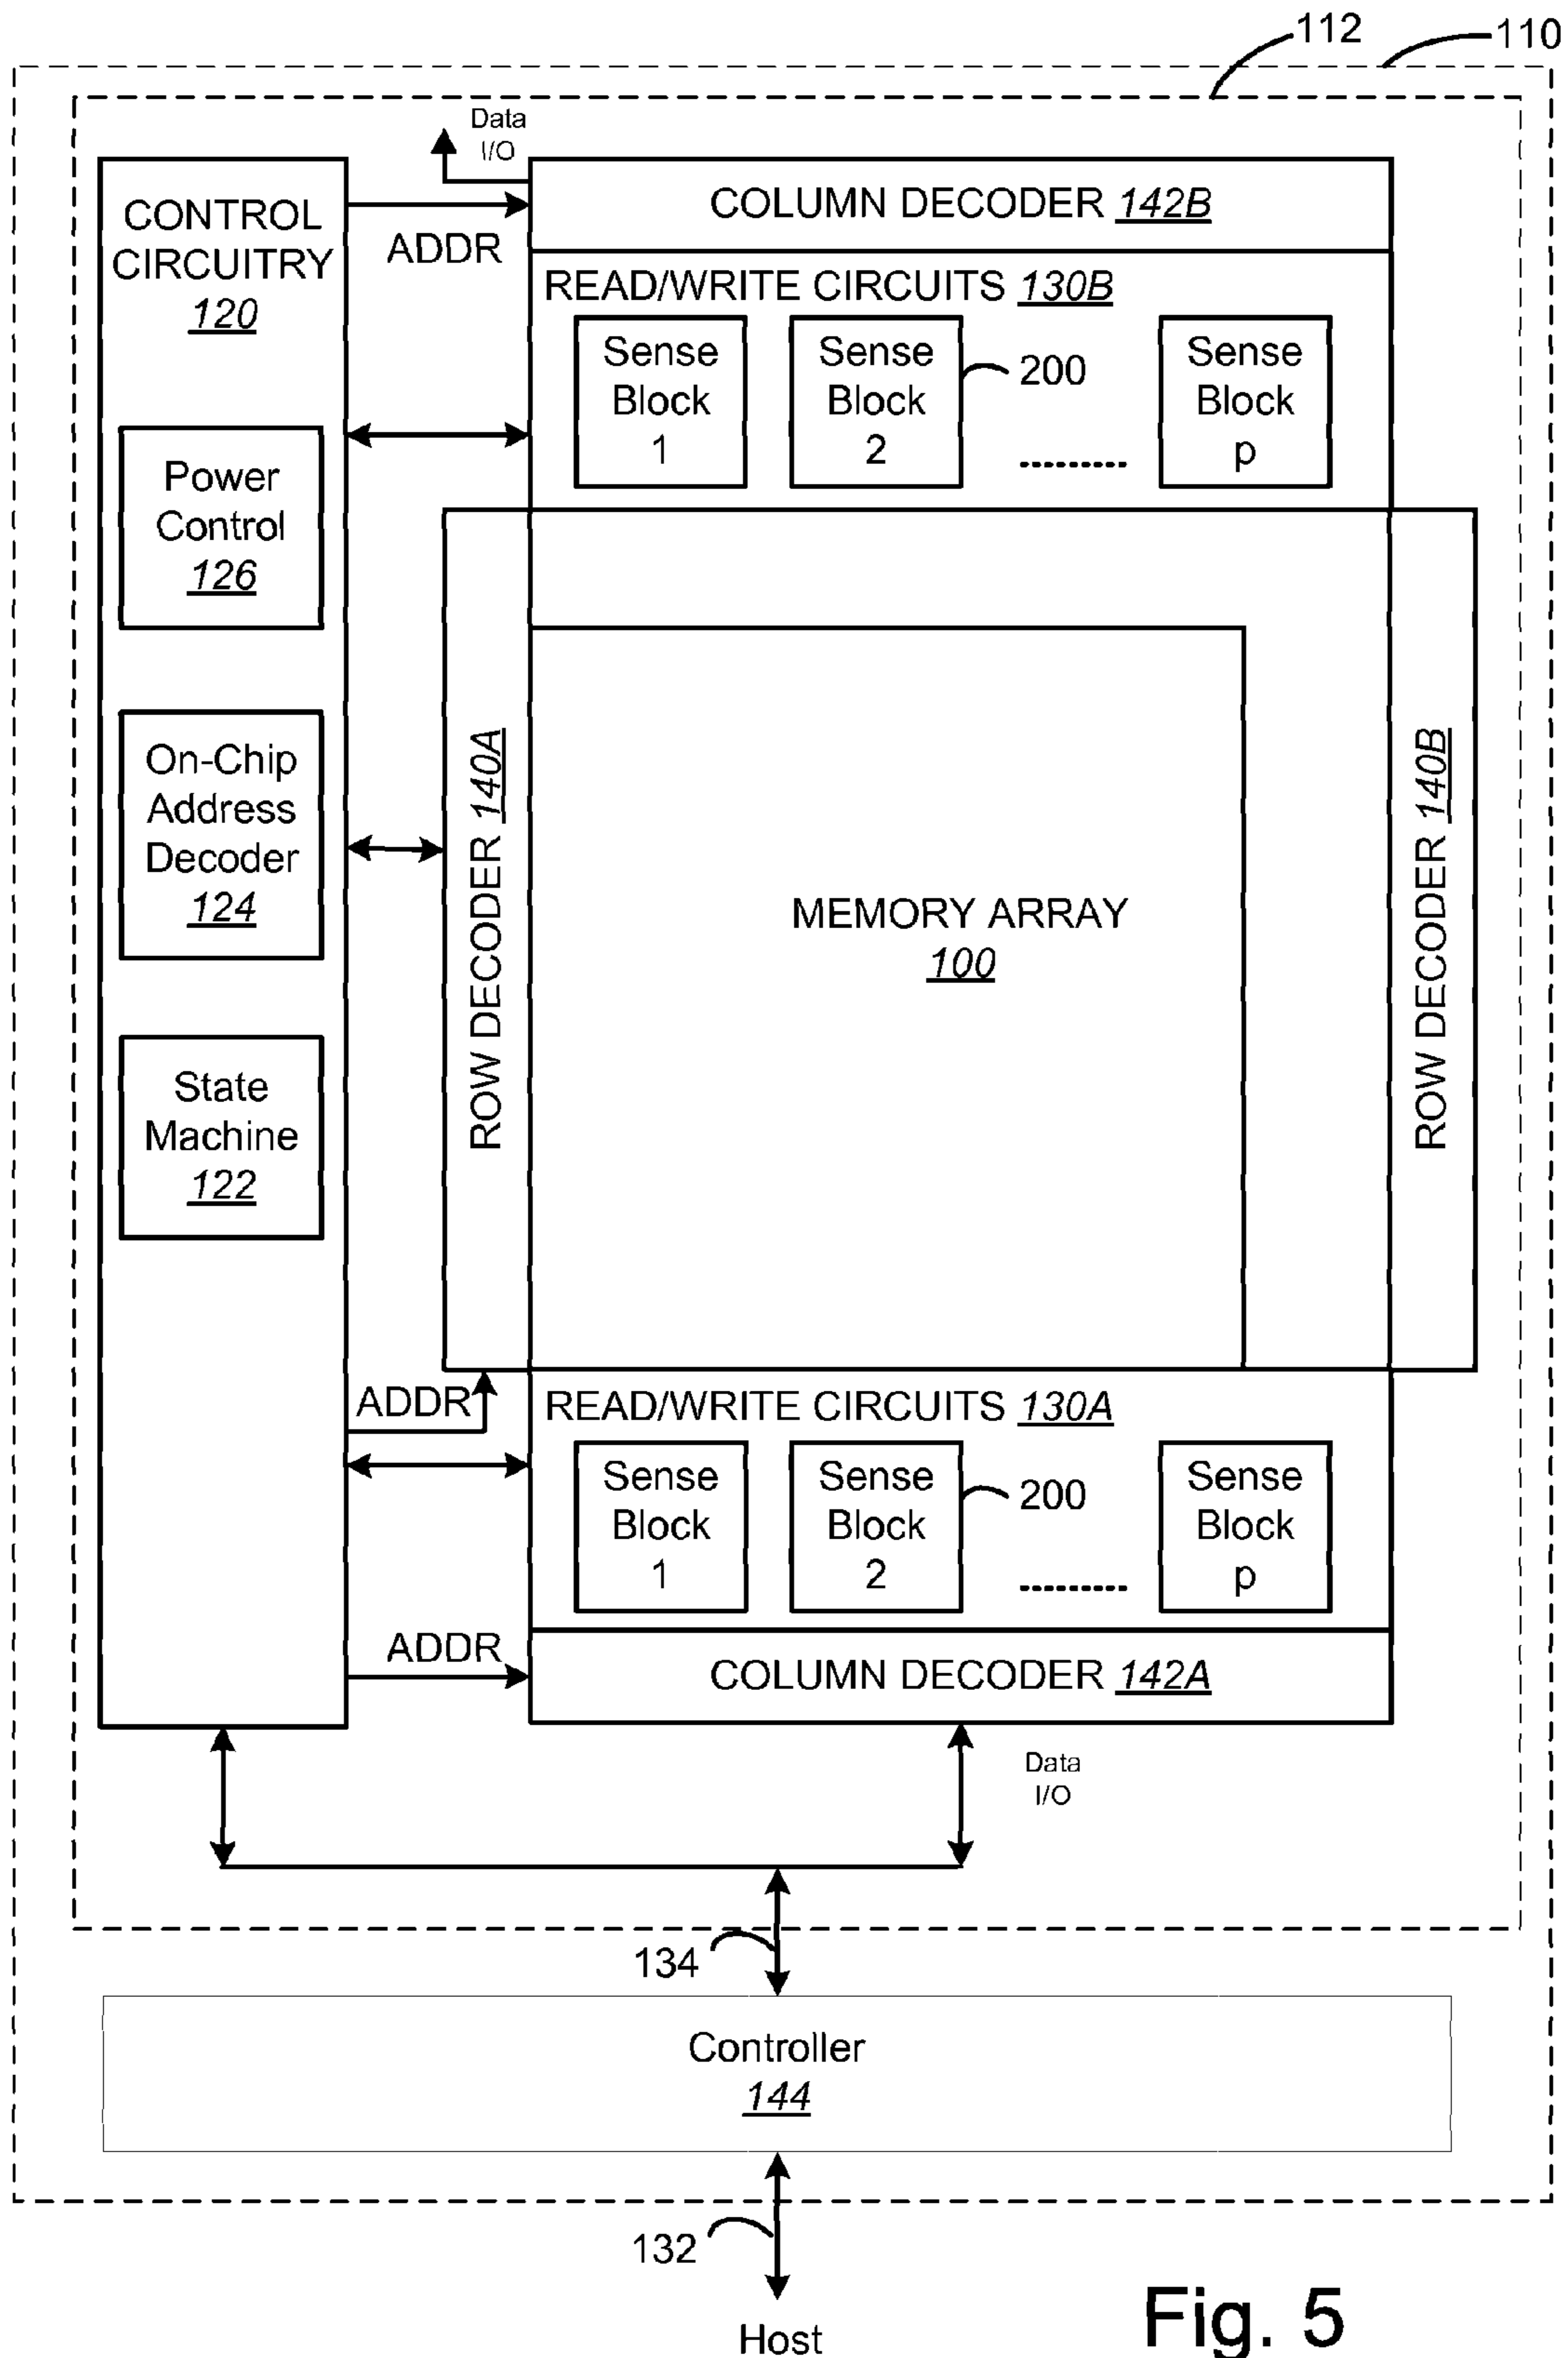 112
110
Data
I/O
CONTROL
CIRCUITRY
120
ADDR
COLUMN DECODER 142B
READ/WRITE CIRCUITS 130B
Sense
Block
1
Sense
Block
2
200
Sense
Block
p
Power
Control
126
On-Chip
Address
Decoder
124
State
Machine
122
ROW DECODER 140A
MEMORY ARRAY
100
ROW DECODER 140B
ADDR
READ/WRITE CIRCUITS 130A
Sense
Block
1
Sense
Block
2
200
Sense
Block
p
ADDR
COLUMN DECODER 142A
Data
I/O
134
Controller
144
132
Host
Fig. 5